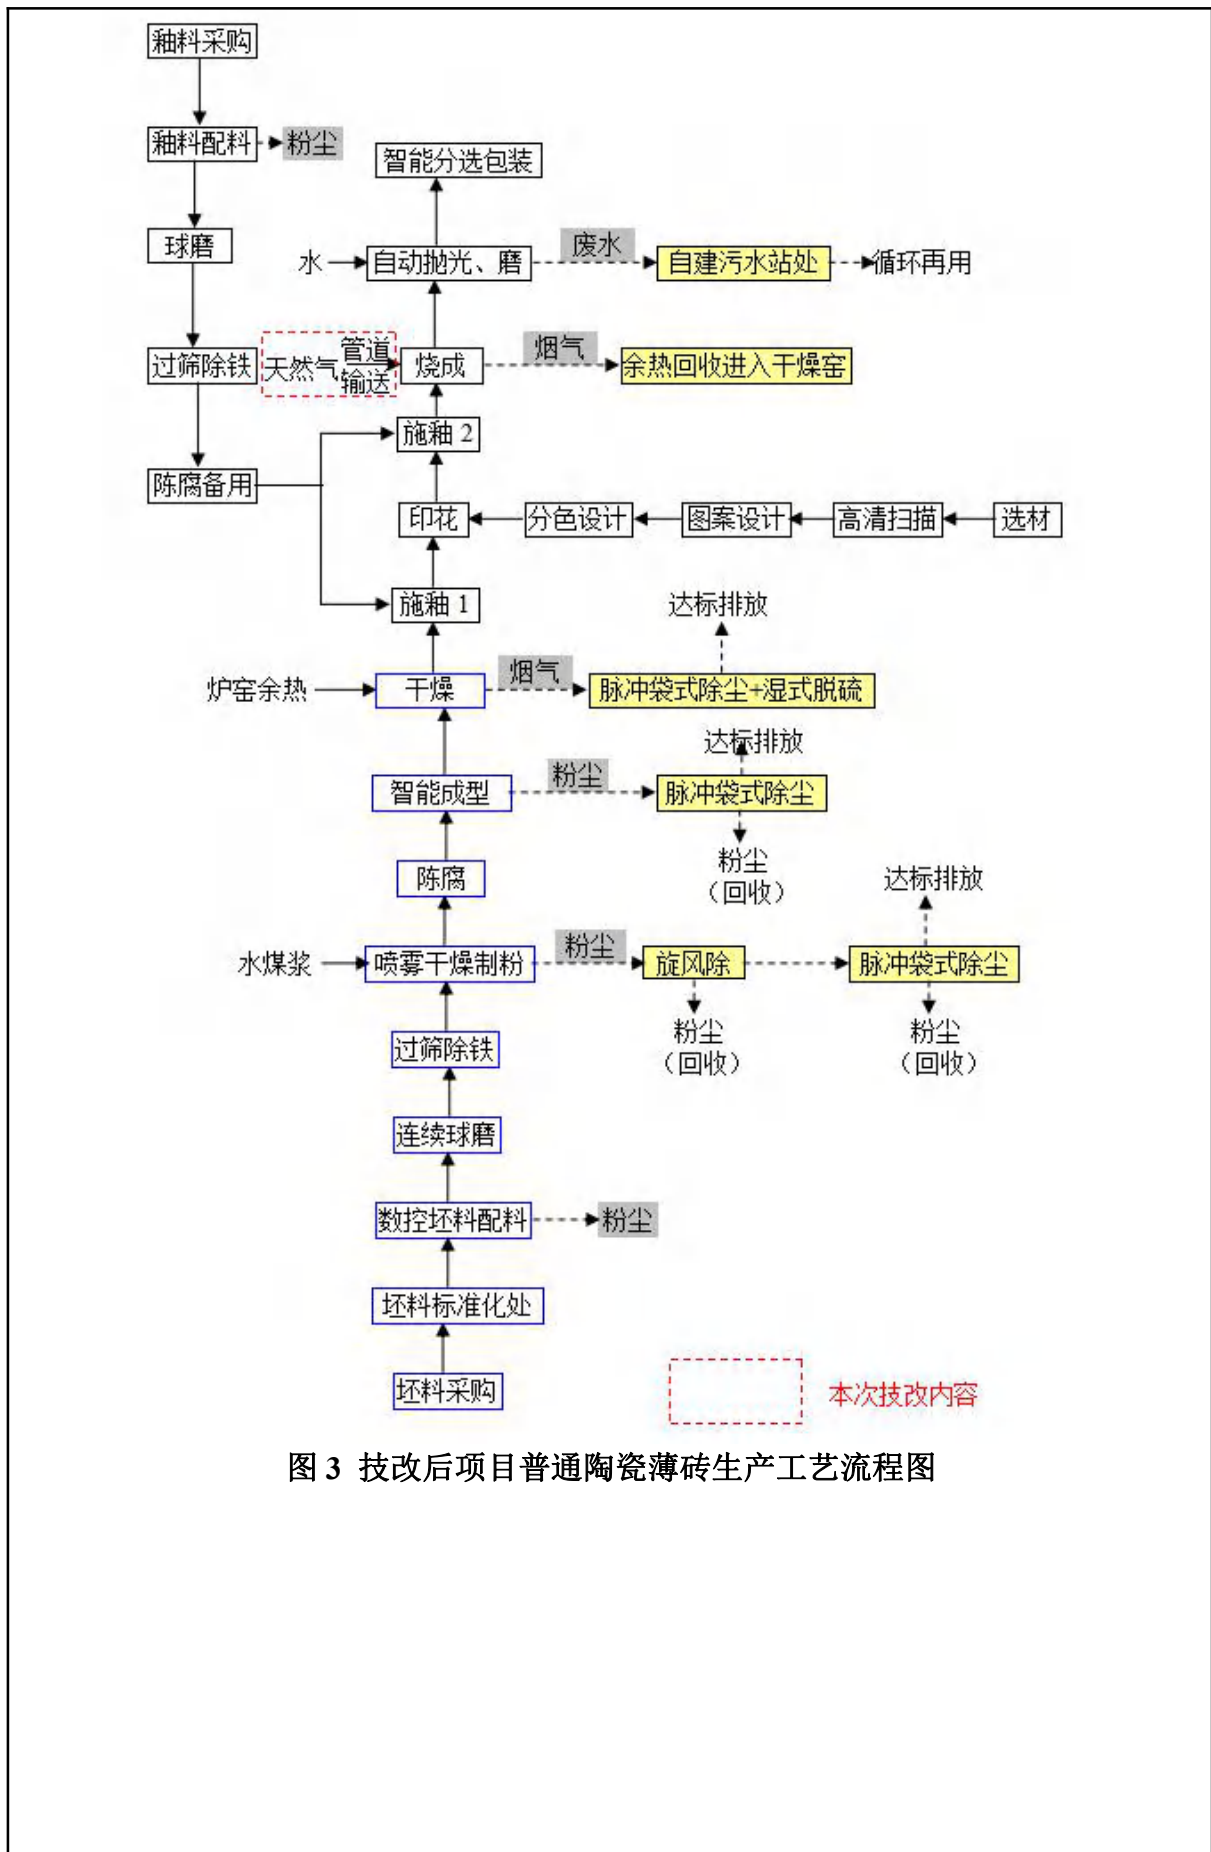 釉料采购
釉料配料
粉尘
智能分选包装
球磨
水
自动抛光、磨
废水
自建污水站处
循环再用
过筛除铁
天然气
管道
输送
烧成
烟气
余热回收进入干燥窑
施釉 2
陈腐备用
印花
分色设计
图案设计
高清扫描
选材
施釉 1
达标排放
炉窑余热
干燥
烟气
脉冲袋式除尘+湿式脱硫
达标排放
智能成型
粉尘
脉冲袋式除尘
粉尘
（回收）
陈腐
达标排放
水煤浆
喷雾干燥制粉
粉尘
旋风除
脉冲袋式除尘
粉尘
（回收）
粉尘
（回收）
过筛除铁
连续球磨
数控坯料配料
粉尘
坯料标准化处
坯料采购
本次技改内容
图 3 技改后项目普通陶瓷薄砖生产工艺流程图